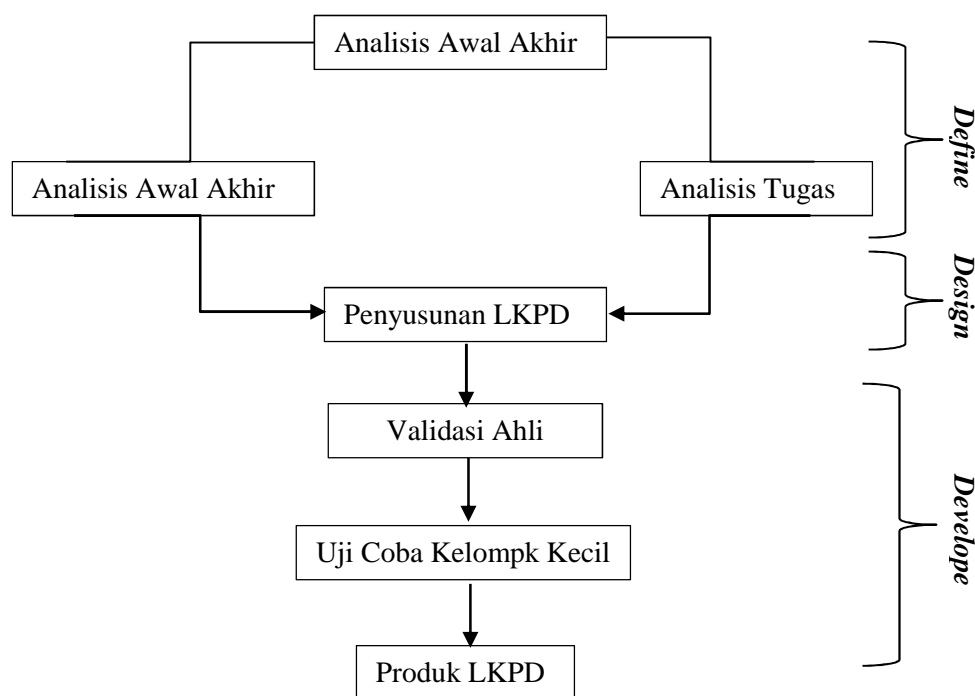 Analisis Awal Akhir
Analisis Awal Akhir
Analisis Tugas
Define
Penyusunan LKPD
Design
Validasi Ahli
Uji Coba Kelompk Kecil
Produk LKPD
Develope